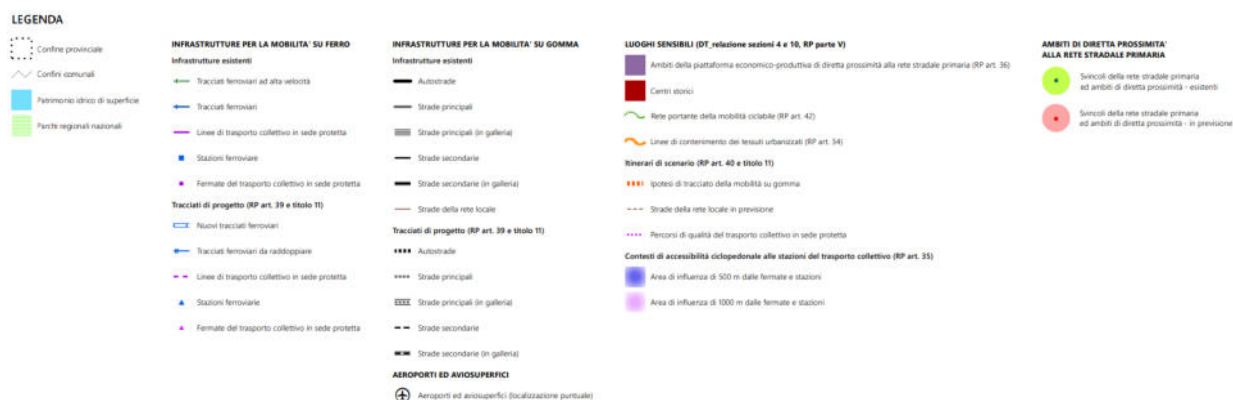 LEGENDA
Confine provinciale
Confini comunali
Patrimonio idrico di superficie
Parchi regionali nazionali
INFRASTRUTTURE PER LA MOBILITA' SU FERRO
Infrastrutture esistenti
Tracciati ferroviari ad alta velocità
Tracciati ferroviari
Linee di trasporto collettivo in sede protetta
Stazioni ferroviare
Fermate del trasporto collettivo in sede protetta
Tracciati di progetto (RP art. 39 e titolo 11)
Nuovi tracciati ferroviari
Tracciati ferroviari da raddoppiare
Linee di trasporto collettivo in sede protetta
Stazioni ferroviarie
Fermate del trasporto collettivo in sede protetta
INFRASTRUTTURE PER LA MOBILITA' SU GOMMA
Infrastrutture esistenti
Autostrade
Strade principali
Strade principali (in galleria)
Strade secondarie
Strade secondarie (in galleria)
Strade della rete locale
Tracciati di progetto (RP art. 39 e titolo 11)
Autostrade
Strade principali
Strade principali (in galleria)
Strade secondarie
Strade secondarie (in galleria)
AEROPORTI ED AVIOSUPERFICI
Aeroporti ed aviosuperfici (localizzazione puntuale)
LUOGHI SENSIBILI (DT_relazione sezioni 4 e 10, RP parte V)
Ambiti della piattaforma economico-produttiva di diretta prossimità alla rete stradale primaria (RP art. 36)
Centri storici
Rete portante della mobilità ciclabile (RP art. 42)
Linee di contenimento dei tessuti urbanizzati (RP art. 54)
Itinerari di scenario (RP art. 40 e titolo 11)
Ipotesi di tracciato della mobilità su gomma
Strade della rete locale in previsione
Percorsi di qualità del trasporto collettivo in sede protetta
Contesti di accessibilità ciclopedonale alle stazioni del trasporto collettivo (RP art. 35)
Area di influenza di 500 m dalle fermate e stazioni
Area di influenza di 1000 m dalle fermate e stazioni
AMBITI DI DIRETTA PROSSIMITA'
ALLA RETE STRADALE PRIMARIA
Svincoli della rete stradale primaria
ed ambiti di diretta prossimità - esistenti
Svincoli della rete stradale primaria
ed ambiti di diretta prossimità - in previsione